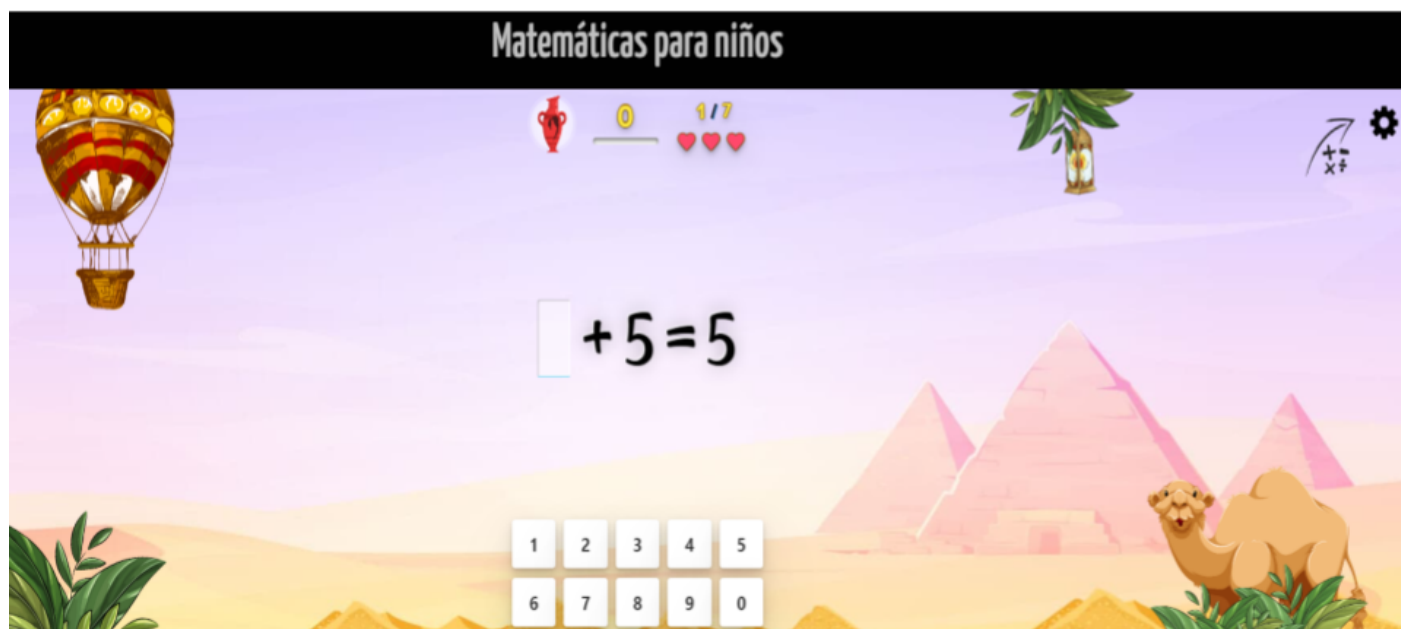 Matemáticas para niños
0
1/7
+ -
x ÷
+ 5 = 5
1 2 3 4 5
6 7 8 9 0